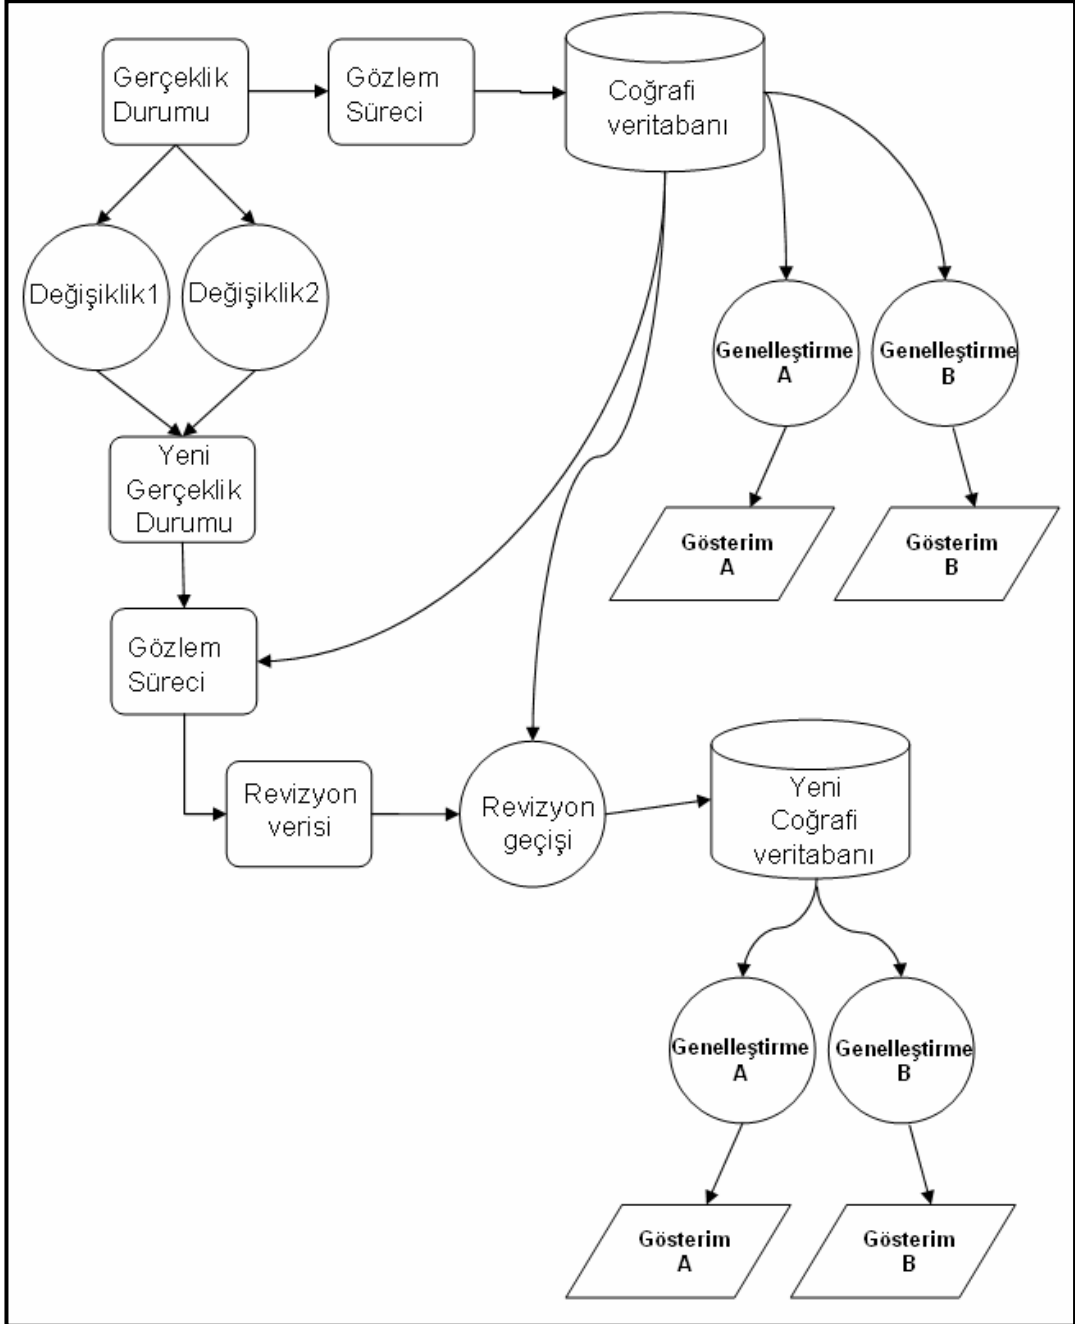 Gerçeklik
Durumu
Gözlem
Süreci
Coğrafi
veritabanı
Değişiklik1
Değişiklik2
Genelleştirme
A
Genelleştirme
B
Yeni
Gerçeklik
Durumu
Gösterim
A
Gösterim
B
Gözlem
Süreci
Revizyon
verisi
Revizyon
geçişi
Yeni
Coğrafi
veritabanı
Genelleştirme
A
Genelleştirme
B
Gösterim
A
Gösterim
B